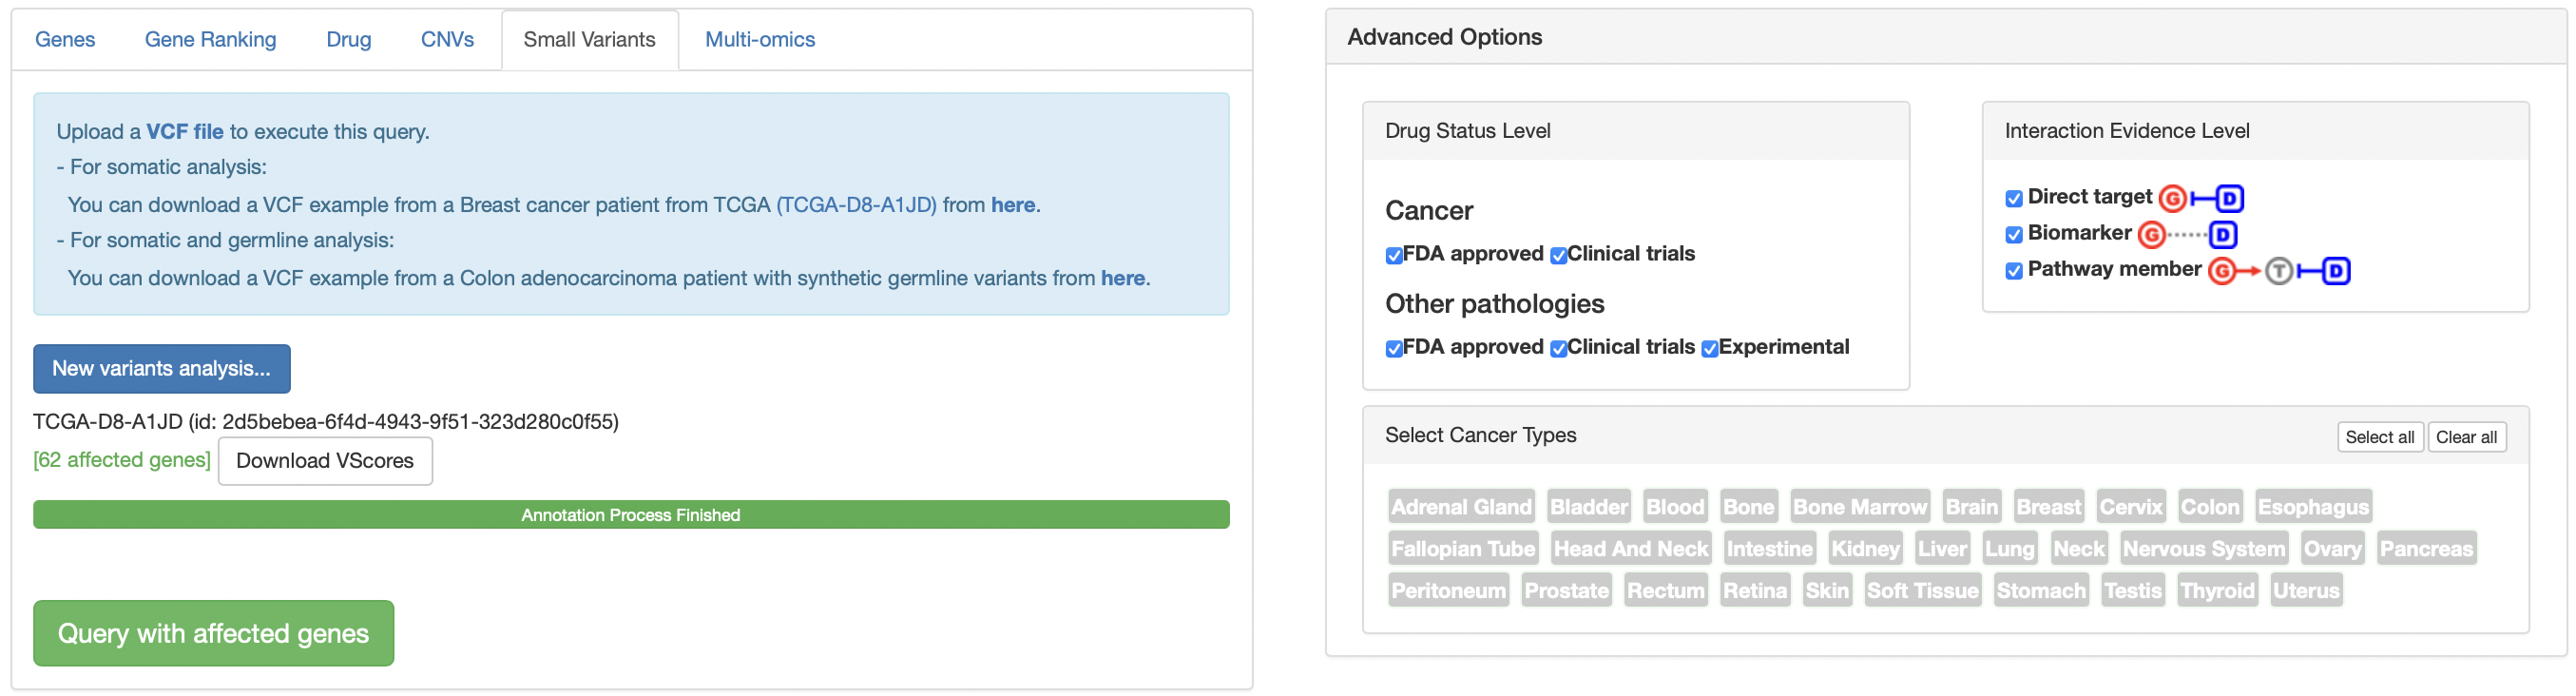 Genes Gene Ranking Drug CNVs Small Variants Multi-omics
Upload a VCF file to execute this query.
- For somatic analysis:
You can download a VCF example from a Breast cancer patient from TCGA (TCGA-D8-A1JD) from here.
- For somatic and germline analysis:
You can download a VCF example from a Colon adenocarcinoma patient with synthetic germline variants from here.
New variants analysis...
TCGA-D8-A1JD (id: 2d5bebea-6f4d-4943-9f51-323d280c0f55)
[62 affected genes] Download VScores
Annotation Process Finished
Query with affected genes
Advanced Options
Drug Status Level
Cancer
FDA approved Clinical trials
Other pathologies
FDA approved Clinical trials Experimental
Interaction Evidence Level
Direct target G D
Biomarker G D
Pathway member G T D
Select Cancer Types Select all Clear all
Adrenal Gland Bladder Blood Bone Bone Marrow Brain Breast Cervix Colon Esophagus
Fallopian Tube Head And Neck Intestine Kidney Liver Lung Neck Nervous System Ovary Pancreas
Peritoneum Prostate Rectum Retina Skin Soft Tissue Stomach Testis Thyroid Uterus